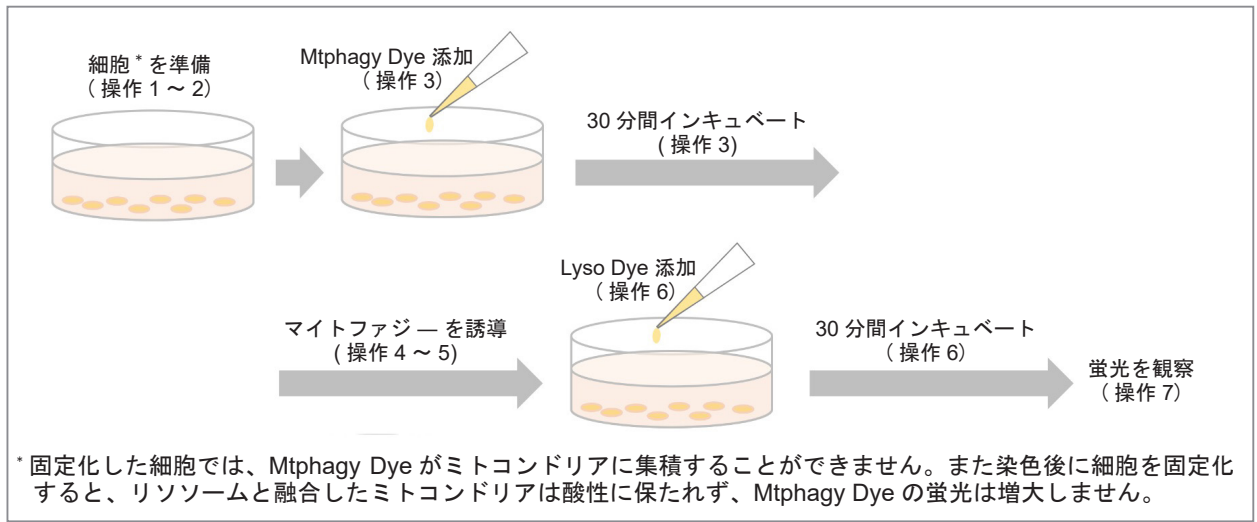 細胞 * を準備
( 操作 1 ～ 2)
Mtphagy Dye 添加
（ 操作 3）
30 分間インキュベート
( 操作 3)
マイトファジ ― を誘導
( 操作 4 ～ 5)
Lyso Dye 添加
（ 操作 6）
30 分間インキュベート
（ 操作 6）
蛍光を観察
（ 操作 7）
* 固定化した細胞では、Mtphagy Dye がミトコンドリアに集積することができません。また染色後に細胞を固定化
すると、リソソームと融合したミトコンドリアは酸性に保たれず、Mtphagy Dye の蛍光は増大しません。